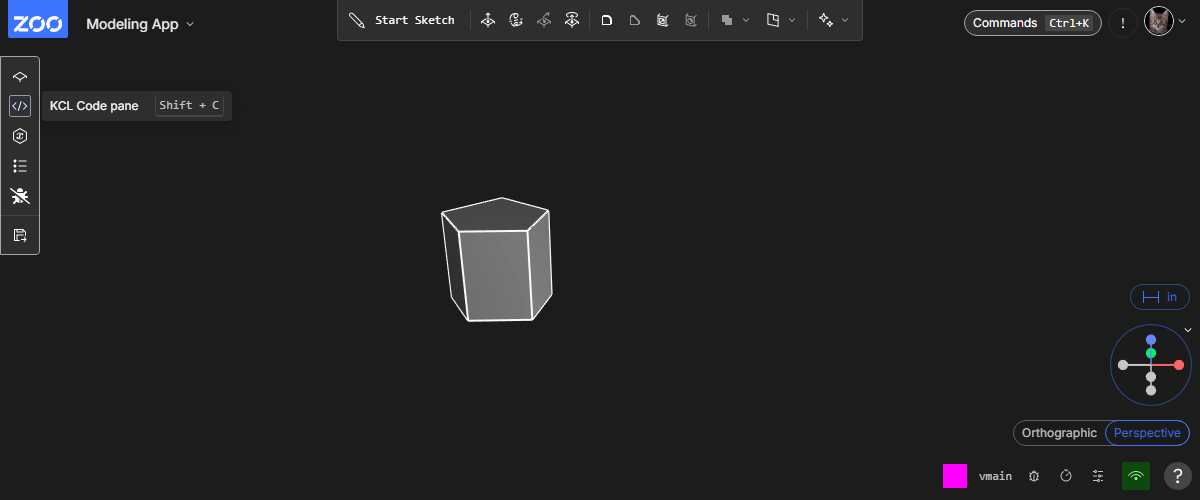 ZOO
Modeling App
Start Sketch
Commands Ctrl+K
!
KCL Code pane Shift + C
in
Orthographic Perspective
vmain
?